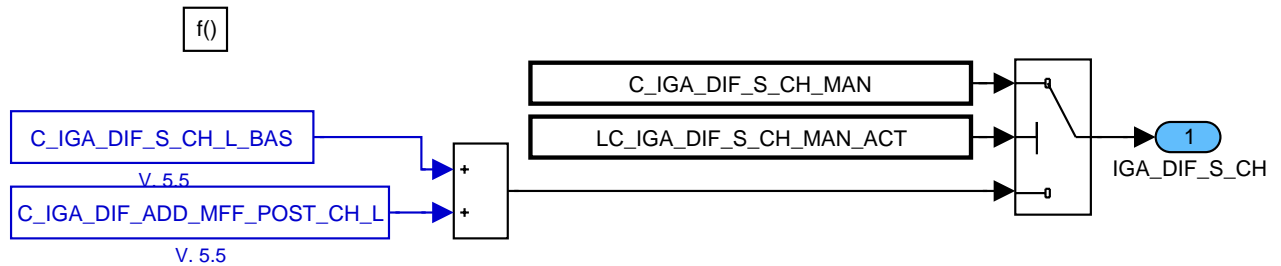 f()
C_IGA_DIF_S_CH_MAN
C_IGA_DIF_S_CH_L_BAS
LC_IGA_DIF_S_CH_MAN_ACT
1
+
IGA_DIF_S_CH
V. 5.5
C_IGA_DIF_ADD_MFF_POST_CH_L
+
V. 5.5